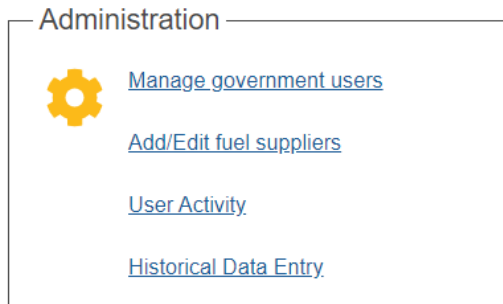 Administration
Manage government users
Add/Edit fuel suppliers
User Activity
Historical Data Entry